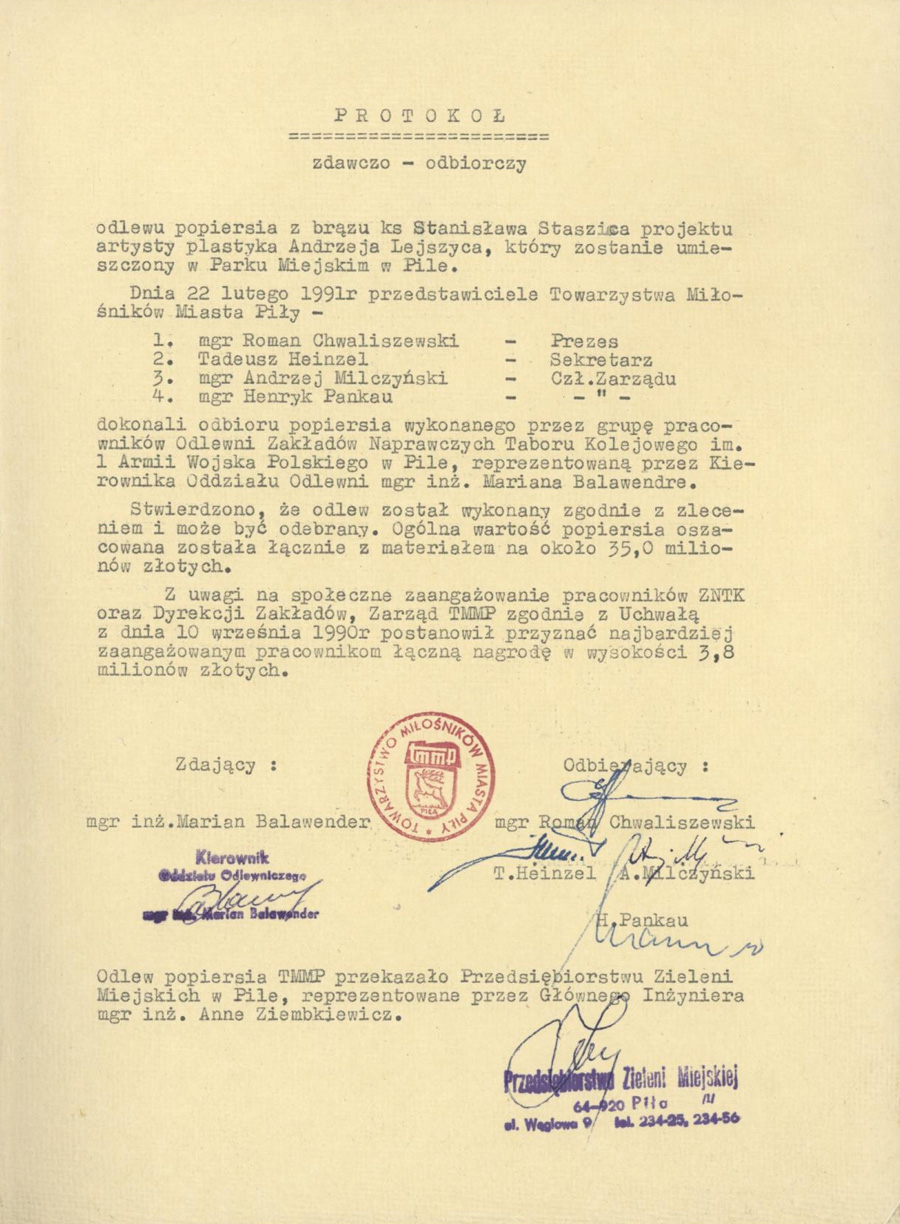 P R O T O K O Ł
=========================
zdawczo - odbiorczy
odlewu popiersia z brązu ks Stanisława Staszica projektu
artysty plastyka Andrzeja Lejszyca, który zostanie umie-
szczony w Parku Miejskim w Pile.
Dnia 22 lutego 1991r przedstawiciele Towarzystwa Miło-
śników Miasta Piły -
1. mgr Roman Chwaliszewski - Prezes
2. Tadeusz Heinzel - Sekretarz
3. mgr Andrzej Milczyński - Czł.Zarządu
4. mgr Henryk Pankau - - " -
dokonali odbioru popiersia wykonanego przez grupę praco-
wników Odlewni Zakładów Naprawczych Taboru Kolejowego im.
1 Armii Wojska Polskiego w Pile, reprezentowaną przez Kie-
rownika Oddziału Odlewni mgr inż. Mariana Balawendre.
Stwierdzono, że odlew został wykonany zgodnie z zlece-
niem i może być odebrany. Ogólna wartość popiersia osza-
cowana została łącznie z materiałem na około 35,0 milio-
nów złotych.
Z uwagi na społeczne zaangażowanie pracowników ZNTK
oraz Dyrekcji Zakładów, Zarząd TMMP zgodnie z Uchwałą
z dnia 10 września 1990r postanowił przyznać najbardziej
zaangażowanym pracownikom łączną nagrodę w wysokości 3,8
milionów złotych.
TOWARZYSTWO MIŁOŚNIKÓW MIASTA PIŁY
tmmp
PIŁA
Zdający : Odbierający :
mgr inż.Marian Balawender mgr Roman Chwaliszewski
Kierownik
Oddziału Odlewniczego
mgr inż. Marian Balawender
T.Heinzel A.Milczyński
H.Pankau
Odlew popiersia TMMP przekazało Przedsiębiorstwu Zieleni
Miejskich w Pile, reprezentowane przez Głównego Inżyniera
mgr inż. Anne Ziembkiewicz.
Przedsiębiorstwo Zieleni Miejskiej
64-920 Piła
ul. Węglowa 9 tel. 234-25, 234-56